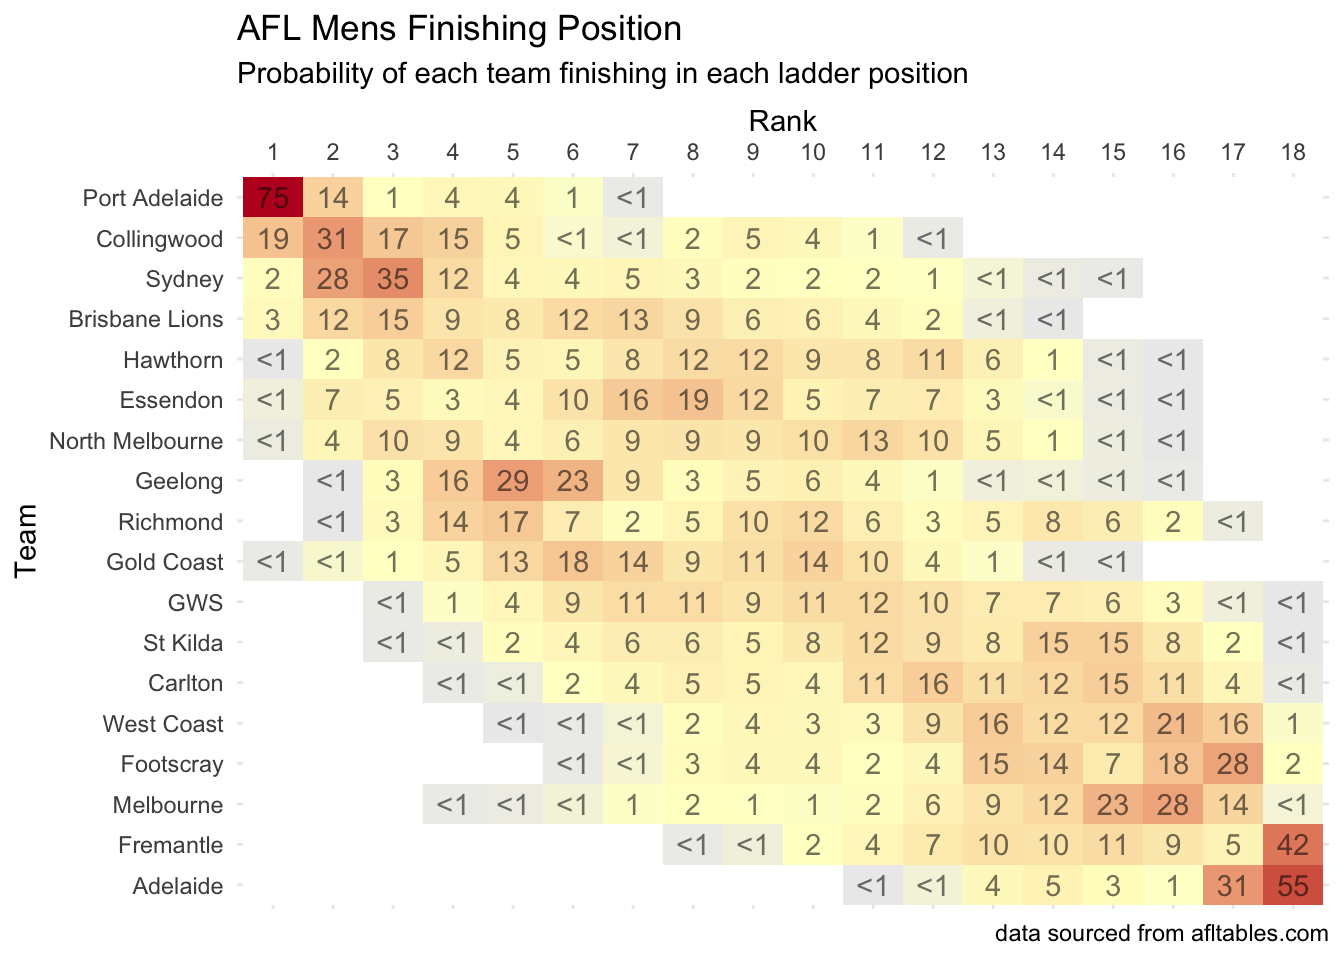 AFL Mens Finishing Position
Probability of each team finishing in each ladder position
Rank
1 2 3 4 5 6 7 8 9 10 11 12 13 14 15 16 17 18
Team
Port Adelaide 75 14 1 4 4 1 <1
Collingwood 19 31 17 15 5 <1 <1 2 5 4 1 <1
Sydney 2 28 35 12 4 4 5 3 2 2 2 1 <1 <1 <1
Brisbane Lions 3 12 15 9 8 12 13 9 6 6 4 2 <1 <1
Hawthorn <1 2 8 12 5 5 8 12 12 9 8 11 6 1 <1 <1
Essendon <1 7 5 3 4 10 16 19 12 5 7 7 3 <1 <1 <1
North Melbourne <1 4 10 9 4 6 9 9 9 10 13 10 5 1 <1 <1
Geelong <1 3 16 29 23 9 3 5 6 4 1 <1 <1 <1 <1
Richmond <1 3 14 17 7 2 5 10 12 6 3 5 8 6 2 <1
Gold Coast <1 <1 1 5 13 18 14 9 11 14 10 4 1 <1 <1
GWS <1 1 4 9 11 11 9 11 12 10 7 7 6 3 <1 <1
St Kilda <1 <1 2 4 6 6 5 8 12 9 8 15 15 8 2 <1
Carlton <1 <1 2 4 5 5 4 11 16 11 12 15 11 4 <1
West Coast <1 <1 <1 2 4 3 3 9 16 12 12 21 16 1
Footscray <1 <1 3 4 4 2 4 15 14 7 18 28 2
Melbourne <1 <1 <1 1 2 1 1 2 6 9 12 23 28 14 <1
Fremantle <1 <1 2 4 7 10 10 11 9 5 42
Adelaide <1 <1 4 5 3 1 31 55
data sourced from afltables.com